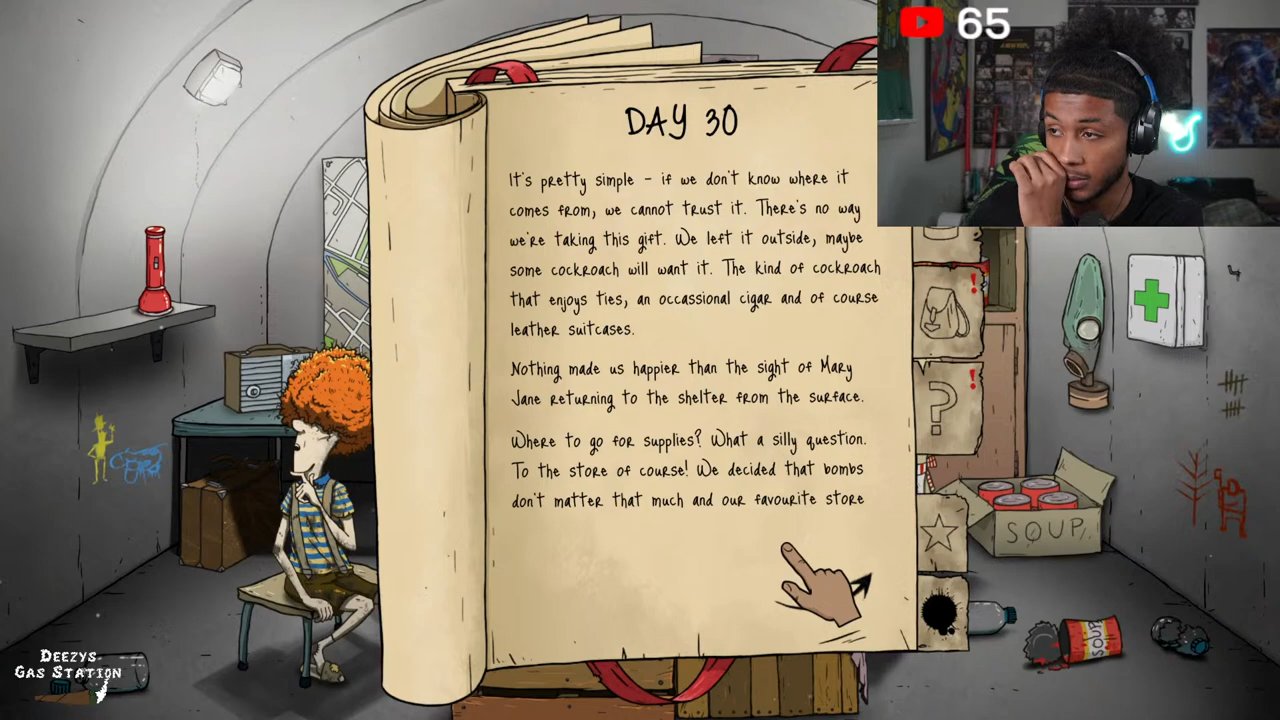 65
DAY 30
It's pretty simple - if we don't know where it
comes from, we cannot trust it. There's no way
we're taking this gift. We left it outside, maybe
some cockroach will want it. The kind of cockroach
that enjoys ties, an occassional cigar and of course
leather suitcases.
Nothing made us happier than the sight of Mary
Jane returning to the shelter from the surface.
Where to go for supplies? What a silly question.
To the store of course! We decided that bombs
don't matter that much and our favourite store
!
!
?
SOUP
SOUP
DEEZYS
GAS STATION